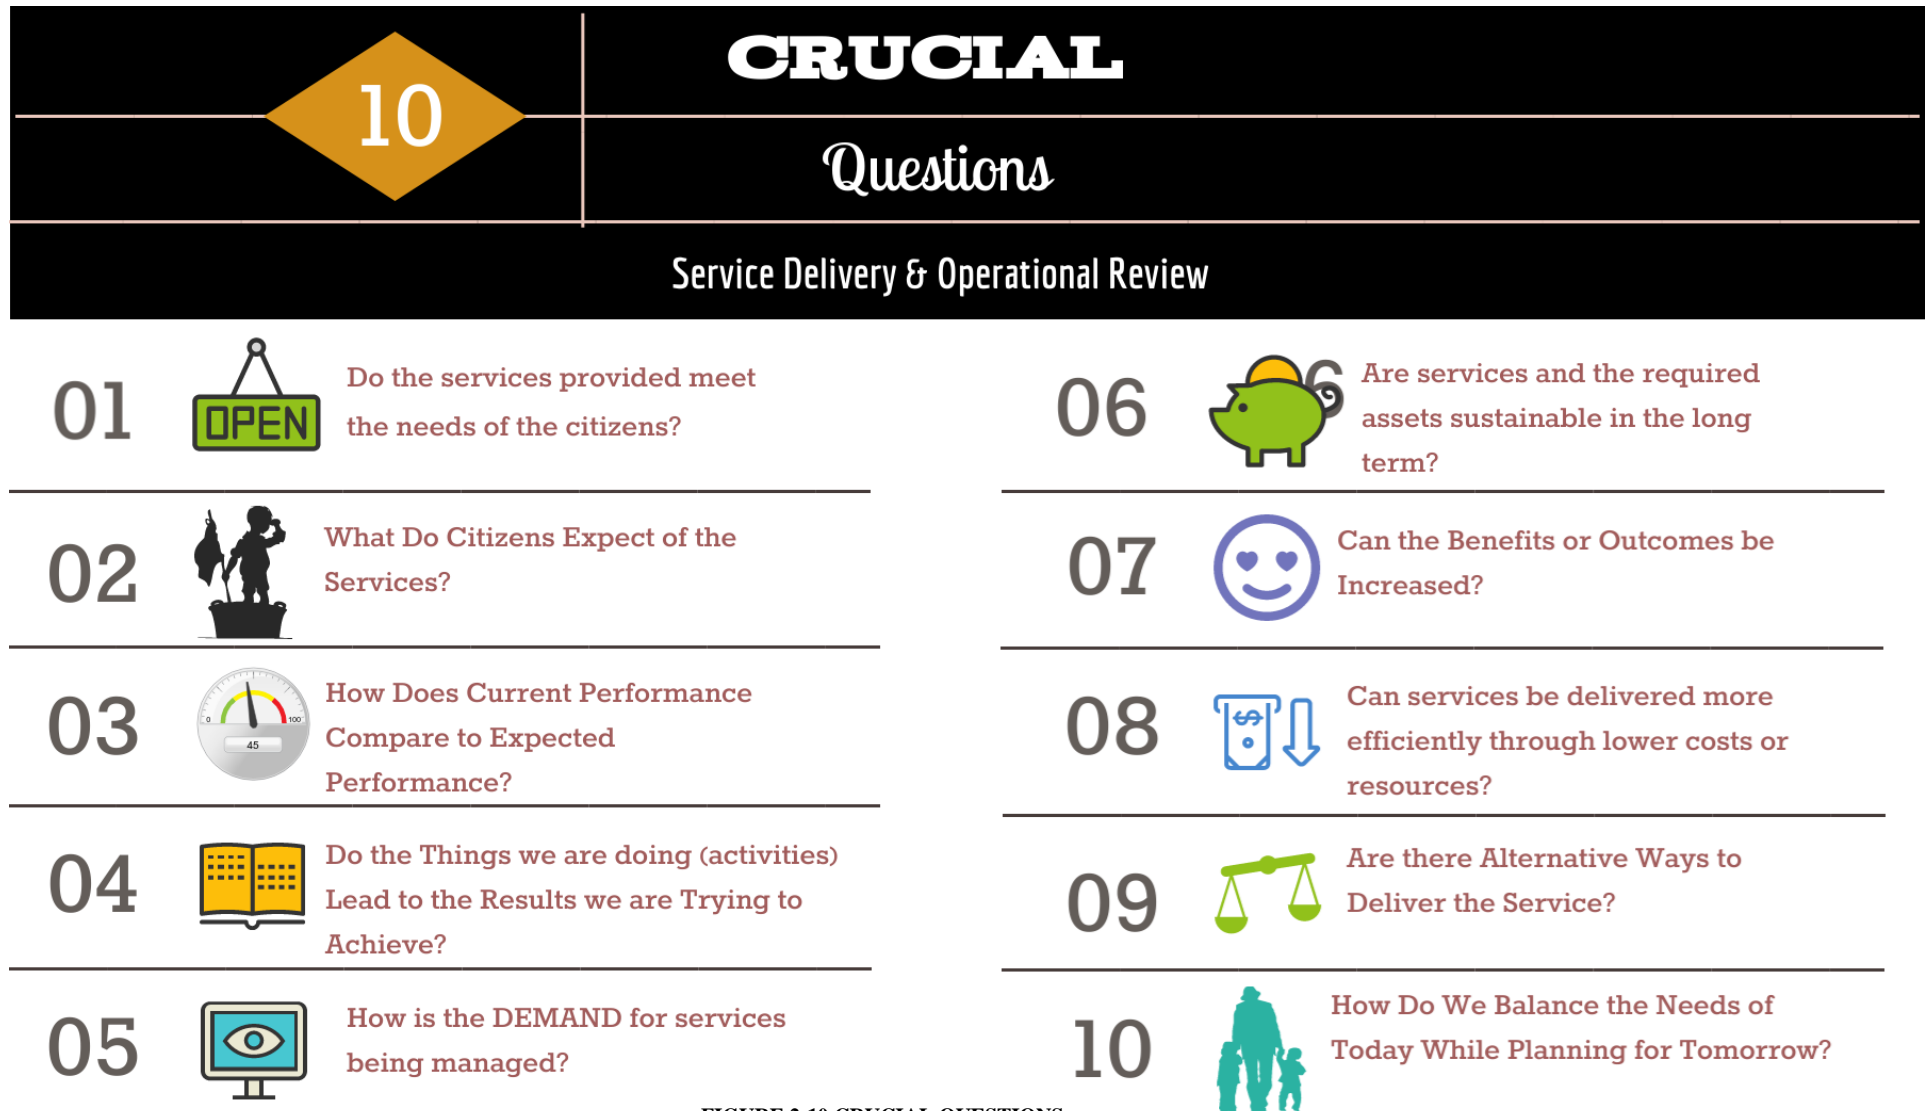 10
CRUCIAL
Questions
Service Delivery & Operational Review
01
OPEN
Do the services provided meet
the needs of the citizens?
02
What Do Citizens Expect of the
Services?
03
0
100
45
How Does Current Performance
Compare to Expected
Performance?
04
Do the Things we are doing (activities)
Lead to the Results we are Trying to
Achieve?
05
How is the DEMAND for services
being managed?
06
6
Are services and the required
assets sustainable in the long
term?
07
Can the Benefits or Outcomes be
Increased?
08
$
Can services be delivered more
efficiently through lower costs or
resources?
09
Are there Alternative Ways to
Deliver the Service?
10
How Do We Balance the Needs of
Today While Planning for Tomorrow?
FIGURE 2-10 CRUCIAL QUESTIONS